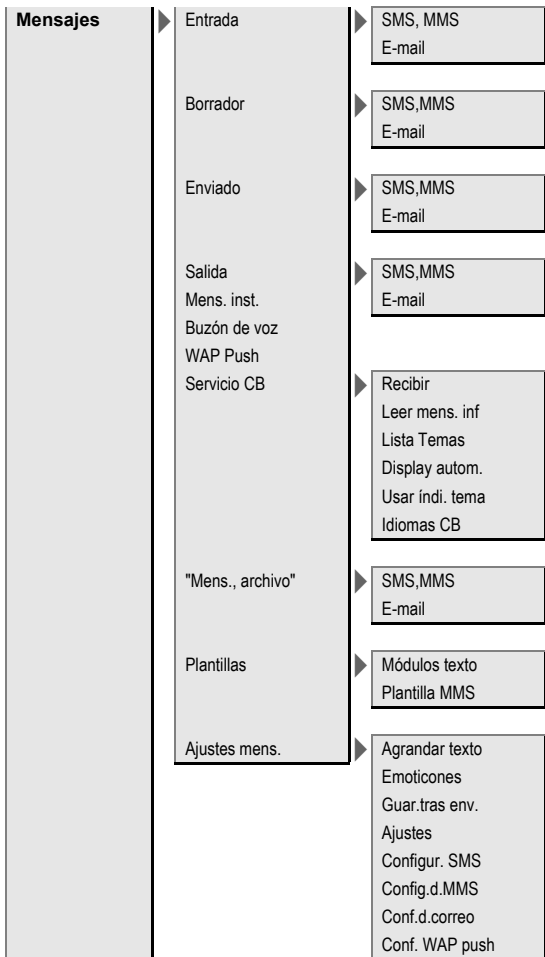 Mensajes
Entrada
SMS, MMS
E-mail
Borrador
SMS,MMS
E-mail
Enviado
SMS,MMS
E-mail
Salida
SMS,MMS
E-mail
Mens. inst.
Buzón de voz
WAP Push
Servicio CB
Recibir
Leer mens. inf
Lista Temas
Display autom.
Usar índi. tema
Idiomas CB
"Mens., archivo"
SMS,MMS
E-mail
Plantillas
Módulos texto
Plantilla MMS
Ajustes mens.
Agrandar texto
Emoticones
Guar.tras env.
Ajustes
Configur. SMS
Config.d.MMS
Conf.d.correo
Conf. WAP push